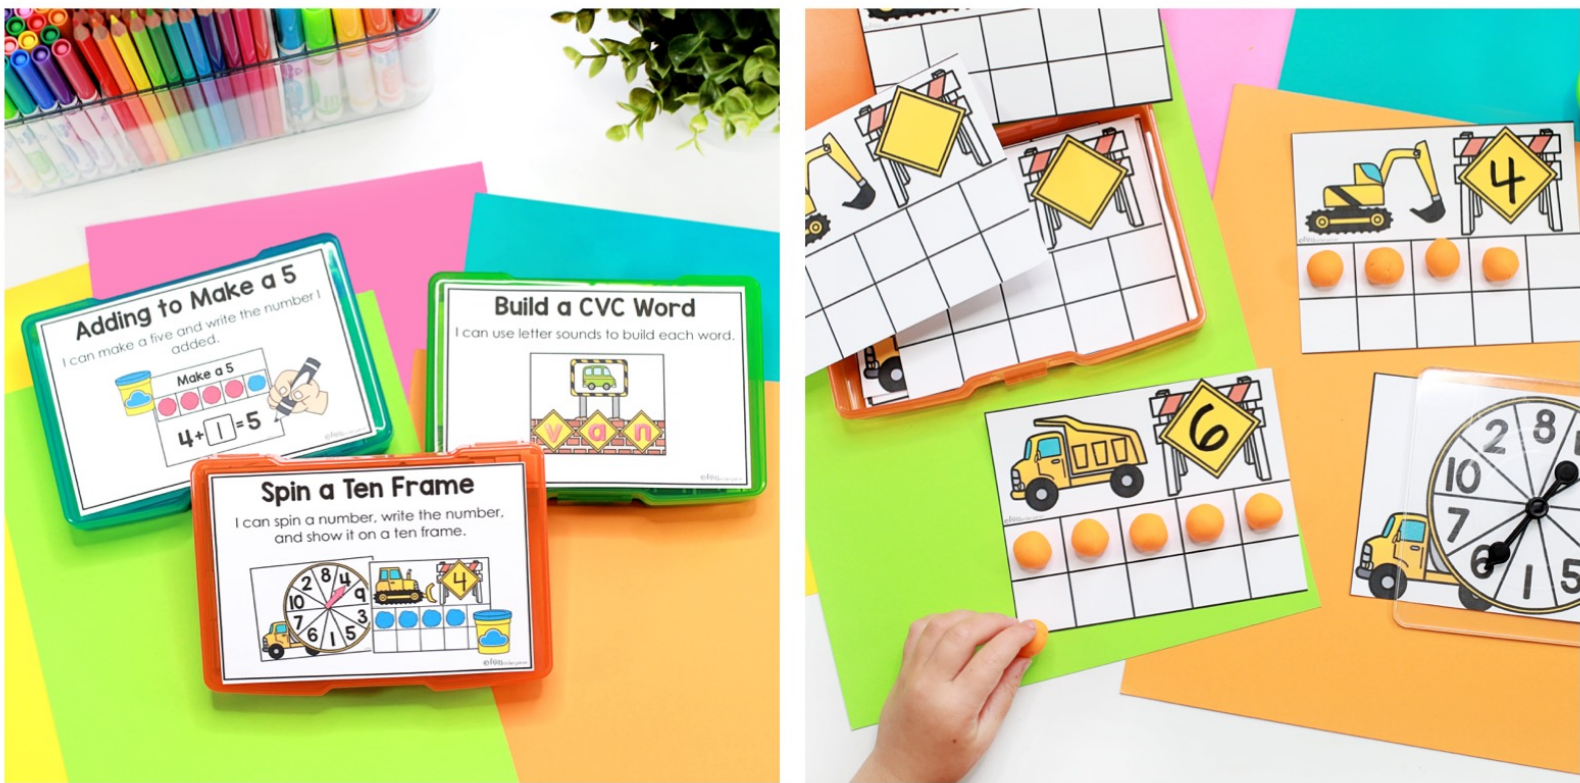 Adding to Make a 5
I can make a five and write the number I
added.
Make a 5
4+1=5
Build a CVC Word
I can use letter sounds to build each word.
van
Spin a Ten Frame
I can spin a number, write the number,
and show it on a ten frame.
2 8 4 9 3 5 1 6 7 10
4
4
6
2 8
10
7
6 1 5